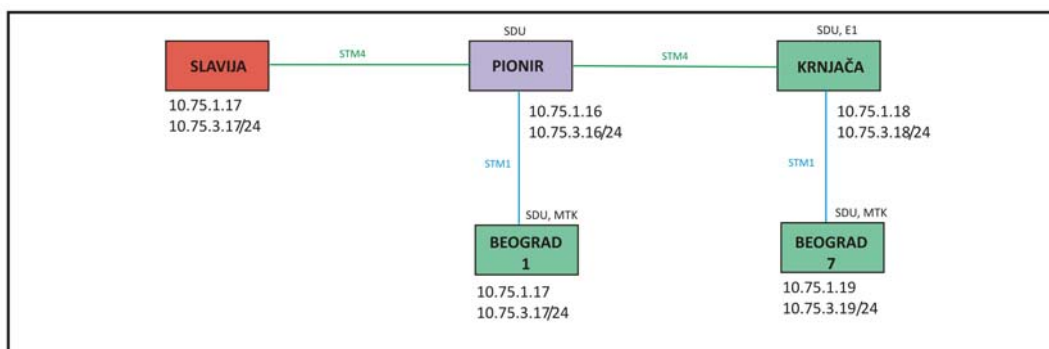 SDU
SDU, E1
SLAVIJA
STM4
PIONIR
STM4
KRNJAČA
10.75.1.17
10.75.3.17/24
10.75.1.16
10.75.3.16/24
10.75.1.18
10.75.3.18/24
STM1
STM1
SDU, MTK
SDU, MTK
BEOGRAD
1
BEOGRAD
7
10.75.1.17
10.75.3.17/24
10.75.1.19
10.75.3.19/24